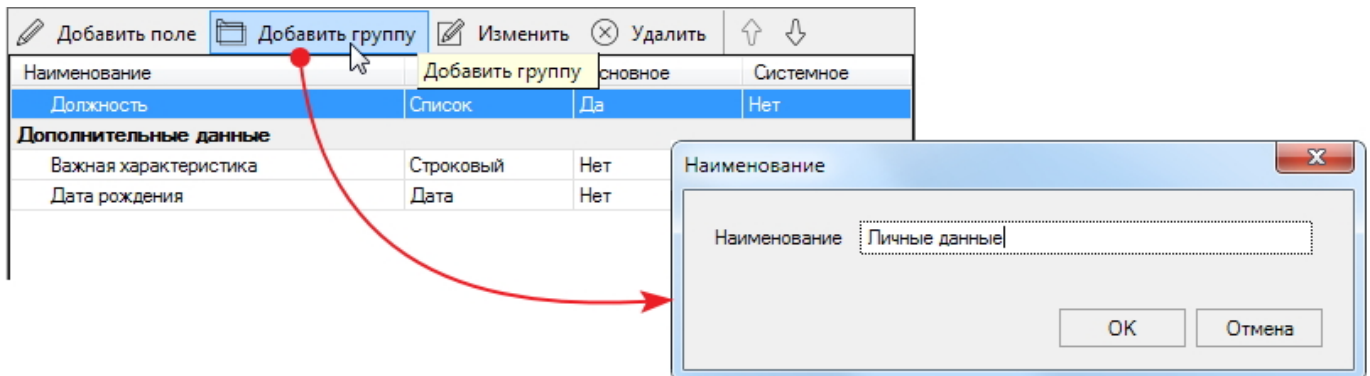 Добавить поле Добавить группу Изменить Удалить
Добавить группу
Наименование сновное Системное
Должность Список Да Нет
Дополнительные данные
Важная характеристика Строковый Нет
Дата рождения Дата Нет
Наименование
Наименование Личные данные
OK Отмена